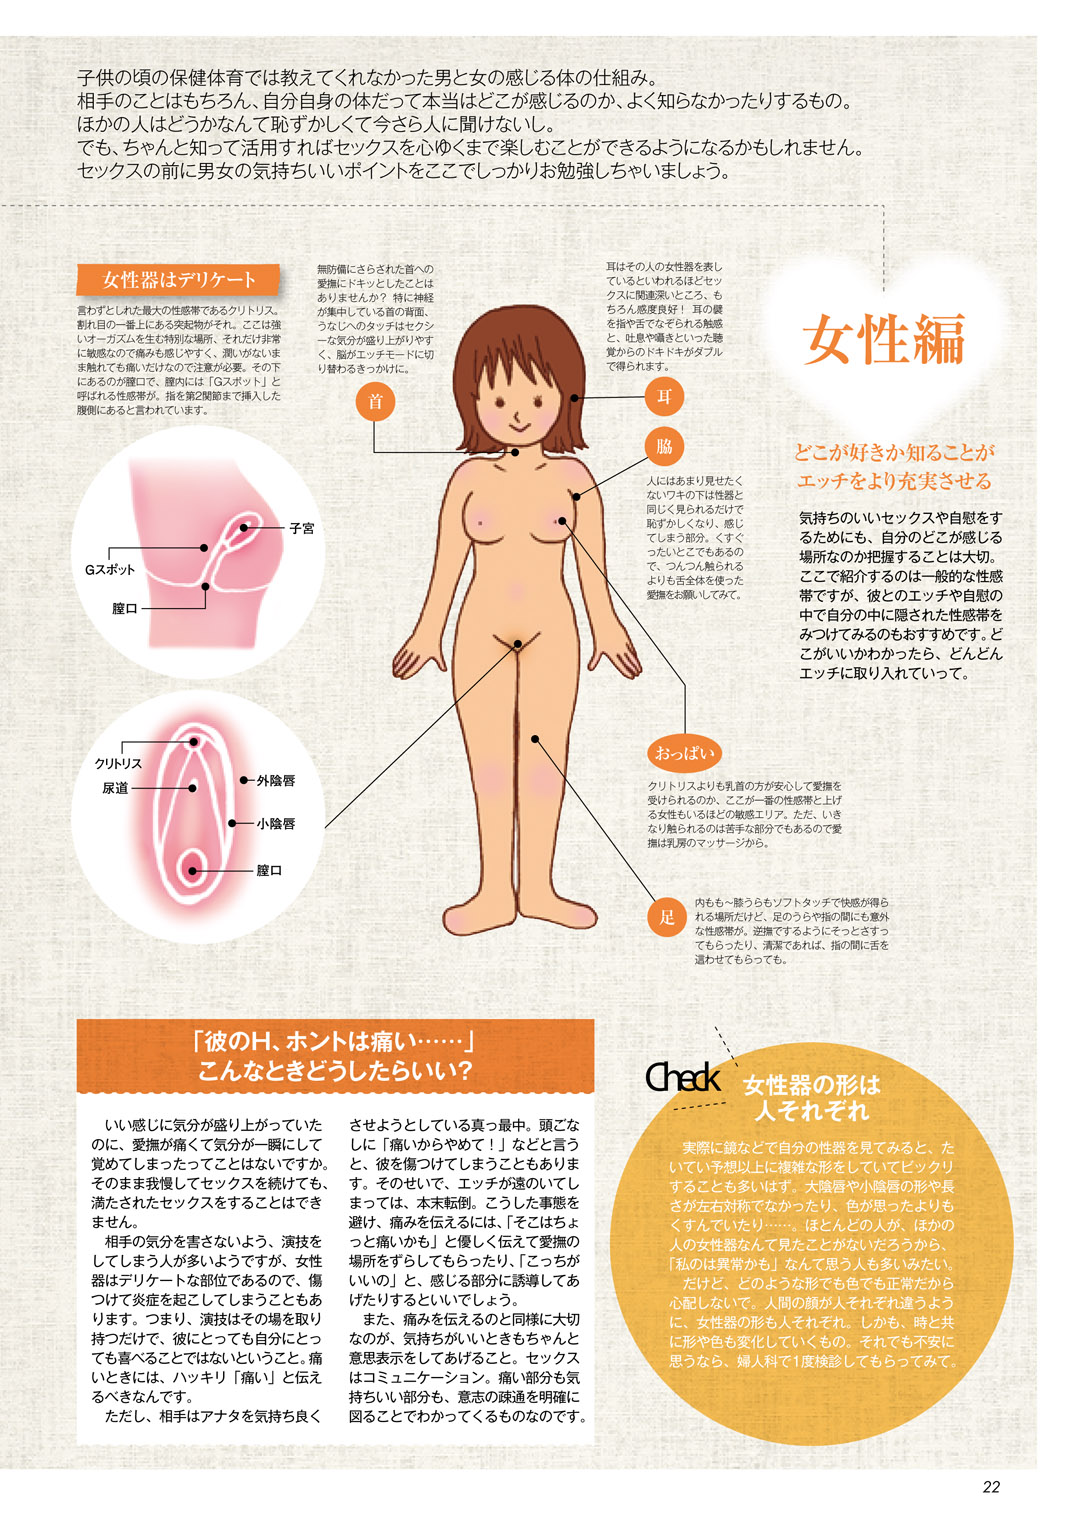 子供の頃の保健体育では教えてくれなかった男と女の感じる体の仕組み。
相手のことはもちろん、自分自身の体だって本当はどこが感じるのか、よく知らなかったりするもの。
ほかの人はどうかなんて恥ずかしくて今さら人に聞けないし。
でも、ちゃんと知って活用すればセックスを心ゆくまで楽しむことができるようになるかもしれません。
セックスの前に男女の気持ちいいポイントをここでしっかりお勉強しちゃいましょう。
女性編
どこが好きか知ることが
エッチをより充実させる
気持ちのいいセックスや自慰をす
るためにも、自分のどこが感じる
場所なのか把握することは大切。
ここで紹介するのは一般的な性感
帯ですが、彼とのエッチや自慰の
中で自分の中に隠された性感帯を
みつけてみるのもおすすめです。ど
こがいいかわかったら、どんどん
エッチに取り入れていって。
女性器はデリケート
言わずとしれた最大の性感帯であるクリトリス。
割れ目の一番上にある突起物がそれ。ここは強
いオーガズムを生む特別な場所、それだけ非常
に敏感なので痛みも感じやすく、潤いがないま
ま触れても痛いだけなので注意が必要。その下
にあるのが膣口で、膣内には「Gスポット」と
呼ばれる性感帯が。指を第2関節まで挿入した
腹側にあると言われています。
子宮
Gスポット
膣口
クリトリス
尿道
外陰唇
小陰唇
膣口
無防備にさらされた首への
愛撫にドキッとしたことは
ありませんか？ 特に神経
が集中している首の背面、
うなじへのタッチはセクシ
ーな気分が盛り上がりやす
く、脳がエッチモードに切
り替わるきっかけに。
首
耳はその人の女性器を表し
ているといわれるほどセッ
クスに関連深いところ、も
ちろん感度良好！ 耳の襞
を指や舌でなぞられる触感
と、吐息や囁きといった聴
覚からのドキドキがダブル
で得られます。
耳
脇
人にはあまり見せたく
ないワキの下は性器と
同じく見られるだけで
恥ずかしくなり、感じ
てしまう部分。くすぐ
ったいとこでもあるの
で、つんつん触られる
よりも舌全体を使った
愛撫をお願いしてみて。
おっぱい
クリトリスよりも乳首の方が安心して愛撫を
受けられるのか、ここが一番の性感帯と上げ
る女性もいるほどの敏感エリア。ただ、いき
なり触られるのは苦手な部分でもあるので愛
撫は乳房のマッサージから。
足
内もも～膝うらもソフトタッチで快感が得ら
れる場所だけど、足のうらや指の間にも意外
な性感帯が。逆撫でするようにそっとさすっ
てもらったり、清潔であれば、指の間に舌を
這わせてもらっても。
「彼のH、ホントは痛い……」
こんなときどうしたらいい？
いい感じに気分が盛り上がっていた
のに、愛撫が痛くて気分が一瞬にして
覚めてしまったってことはないですか。
そのまま我慢してセックスを続けても、
満たされたセックスをすることはでき
ません。
相手の気分を害さないよう、演技を
してしまう人が多いようですが、女性
器はデリケートな部位であるので、傷
つけて炎症を起こしてしまうこともあ
ります。つまり、演技はその場を取り
持つだけで、彼にとっても自分にとっ
ても喜べることではないということ。痛
いときには、ハッキリ「痛い」と伝え
るべきなんです。
ただし、相手はアナタを気持ち良く
させようとしている真っ最中。頭ごな
しに「痛いからやめて！」などと言う
と、彼を傷つけてしまうこともありま
す。そのせいで、エッチが遠のいてし
まっては、本末転倒。こうした事態を
避け、痛みを伝えるには、「そこはちょ
っと痛いかも」と優しく伝えて愛撫の
場所をずらしてもらったり、「こっちが
いいの」と、感じる部分に誘導してあ
げたりするといいでしょう。
また、痛みを伝えるのと同様に大切
なのが、気持ちがいいときもちゃんと
意思表示をしてあげること。セックス
はコミュニケーション。痛い部分も気
持ちいい部分も、意志の疎通を明確に
図ることでわかってくるものなのです。
Check
女性器の形は
人それぞれ
実際に鏡などで自分の性器を見てみると、た
いてい予想以上に複雑な形をしていてビックリ
することも多いはず。大陰唇や小陰唇の形や長
さが左右対称でなかったり、色が思ったよりも
くすんでいたり……。ほとんどの人が、ほかの
人の女性器なんて見たことがないだろうから、
「私のは異常かも」なんて思う人も多いみたい。
だけど、どのような形でも色でも正常だから
心配しないで。人間の顔が人それぞれ違うよう
に、女性器の形も人それぞれ。しかも、時と共
に形や色も変化していくもの。それでも不安に
思うなら、婦人科で1度検診してもらってみて。
22